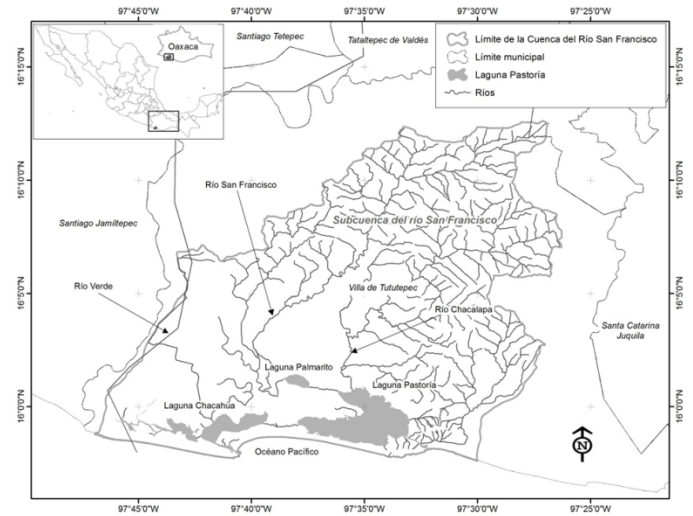 97°45'0"W 97°40'0"W 97°35'0"W 97°30'0"W 97°25'0"W
Oaxaca
Santiago Tetepec
Tataltepec de Valdés
Límite de la Cuenca del Río San Francisco
Límite municipal
Laguna Pastoría
Ríos
16°15'0"N
16°15'0"N
16°10'0"N
16°10'0"N
Río San Francisco
Subcuenca del río San Francisco
Santiago Jamiltepec
Río Verde
Villa de Tututepec
16°5'0"N
16°5'0"N
Río Chacalapa
Santa Catarina
Juquila
Laguna Palmarito
Laguna Pastoría
Laguna Chacahua
16°0'0"N
16°0'0"N
Océano Pacífico
N
97°45'0"W 97°40'0"W 97°35'0"W 97°30'0"W 97°25'0"W